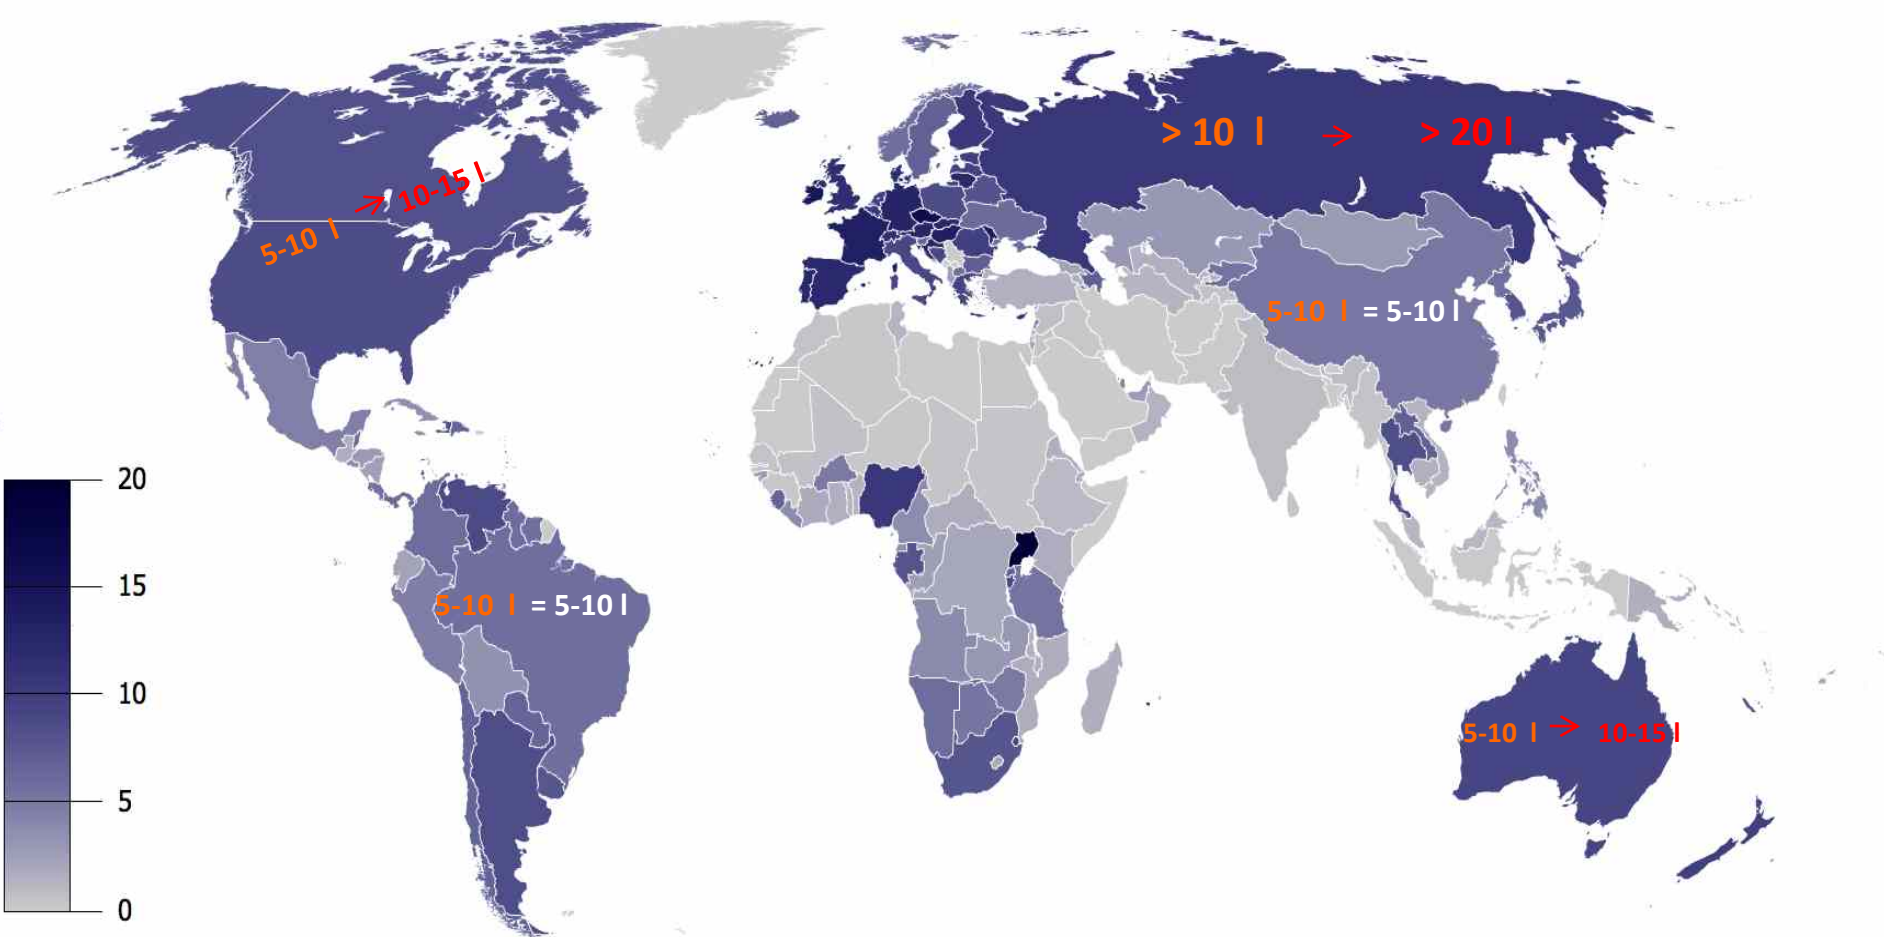 > 10 l → > 20 l
5-10 l → 10-15 l
5-10 l = 5-10 l
20
15
5-10 l = 5-10 l
10
5-10 l → 10-15 l
5
0